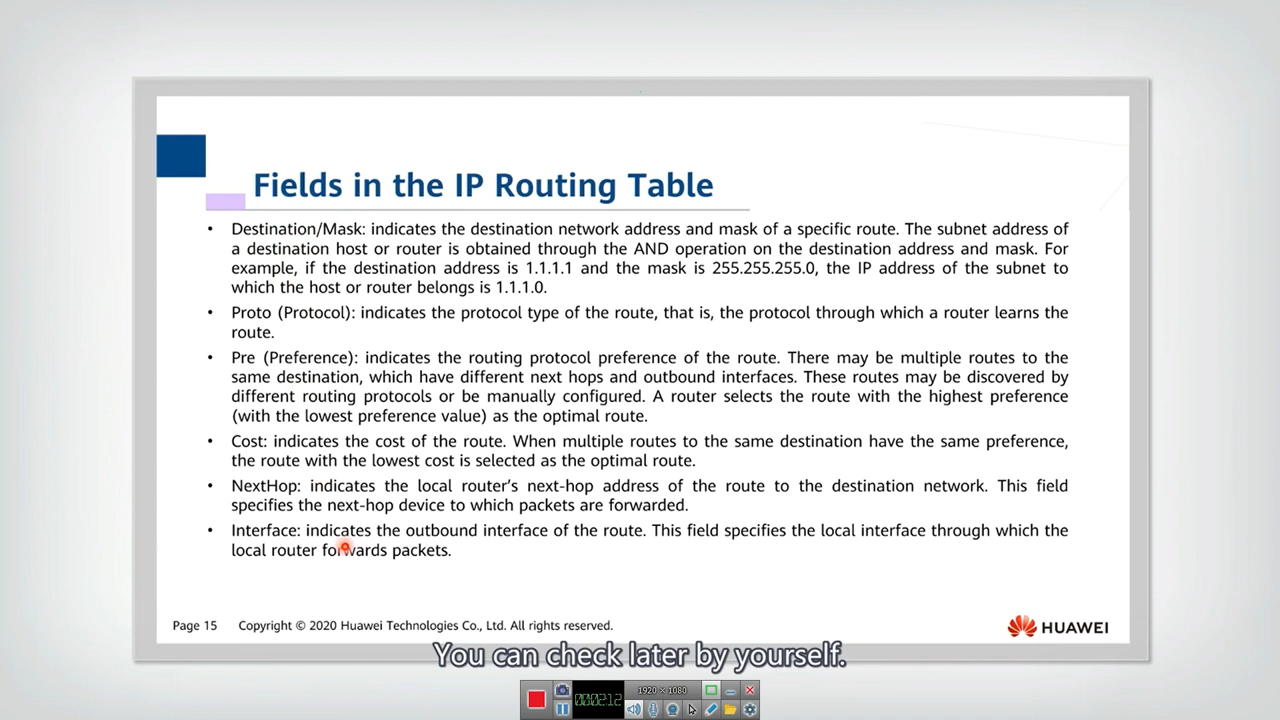 Fields in the IP Routing Table
• Destination/Mask: indicates the destination network address and mask of a specific route. The subnet address of
a destination host or router is obtained through the AND operation on the destination address and mask. For
example, if the destination address is 1.1.1.1 and the mask is 255.255.255.0, the IP address of the subnet to
which the host or router belongs is 1.1.1.0.
• Proto (Protocol): indicates the protocol type of the route, that is, the protocol through which a router learns the
route.
• Pre (Preference): indicates the routing protocol preference of the route. There may be multiple routes to the
same destination, which have different next hops and outbound interfaces. These routes may be discovered by
different routing protocols or be manually configured. A router selects the route with the highest preference
(with the lowest preference value) as the optimal route.
• Cost: indicates the cost of the route. When multiple routes to the same destination have the same preference,
the route with the lowest cost is selected as the optimal route.
• NextHop: indicates the local router’s next-hop address of the route to the destination network. This field
specifies the next-hop device to which packets are forwarded.
• Interface: indicates the outbound interface of the route. This field specifies the local interface through which the
local router forwards packets.
Page 15 Copyright © 2020 Huawei Technologies Co., Ltd. All rights reserved.
HUAWEI
You can check later by yourself.
1920 × 1080
00:02:12